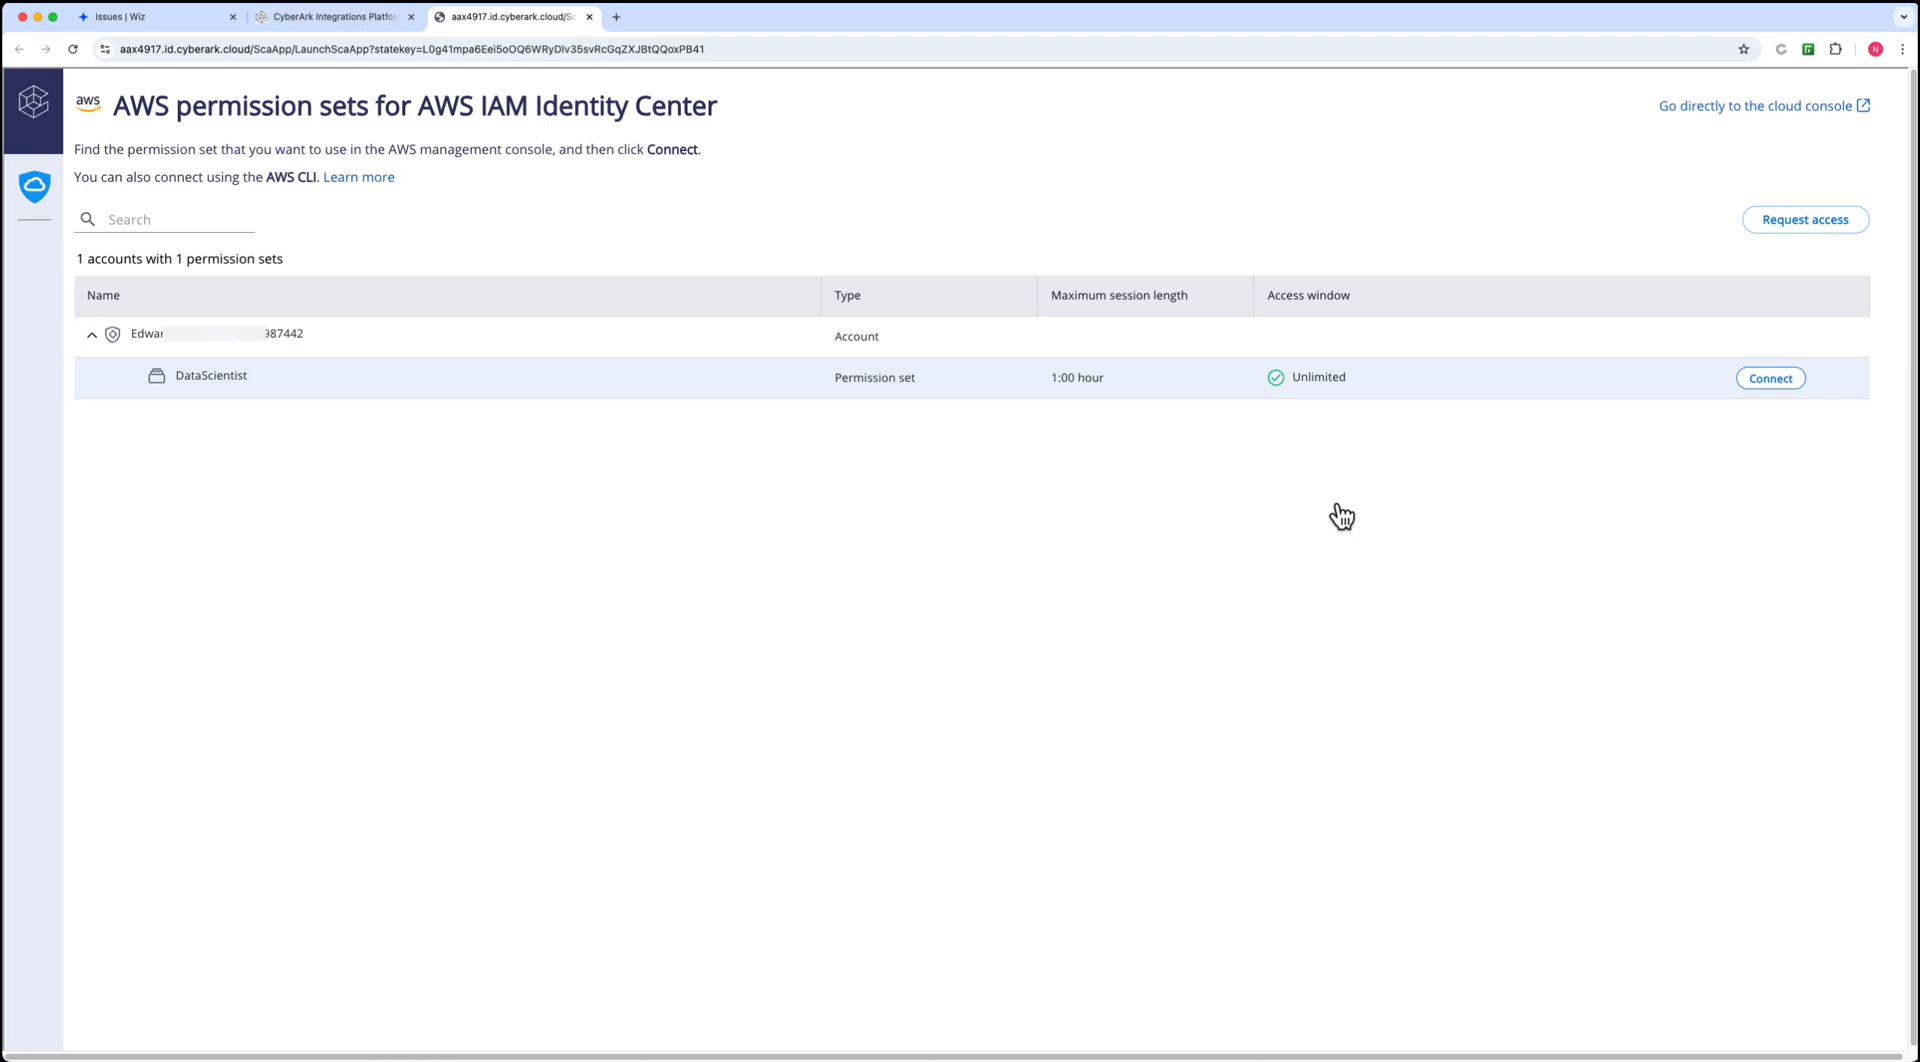 Issues | Wiz
CyberArk Integrations Platfo
aax4917.id.cyberark.cloud/Sc
aax4917.id.cyberark.cloud/ScaApp/LaunchScaApp?statekey=L0g41mpa6Eei5oOQ6WRyDlv35svRcGqZXJBtQQoxPB41
N
aws AWS permission sets for AWS IAM Identity Center
Go directly to the cloud console
Find the permission set that you want to use in the AWS management console, and then click Connect.
You can also connect using the AWS CLI. Learn more
Search
Request access
1 accounts with 1 permission sets
Name Type Maximum session length Access window
Edwar 987442 Account
DataScientist Permission set 1:00 hour Unlimited Connect